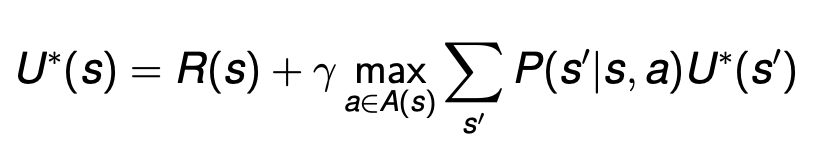 U*(s) = R(s) + γ max_{a∈A(s)} ∑_{s′} P(s′|s, a)U*(s′)